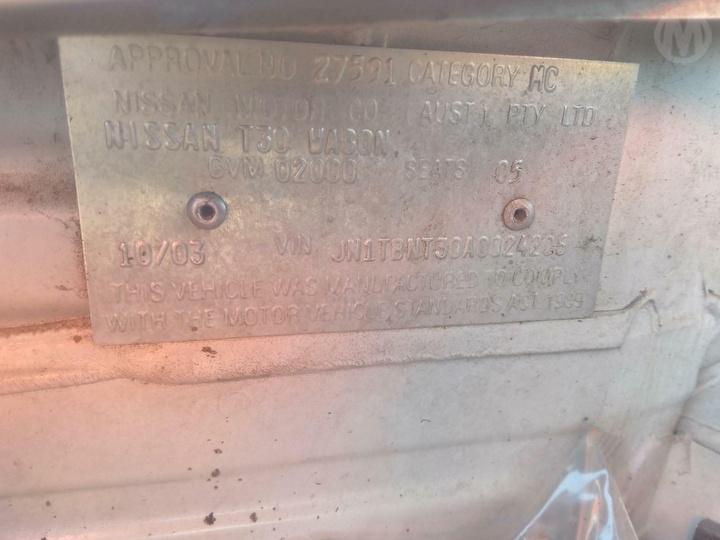 APPROVAL NO 27591 CATEGORY MC
NISSAN MOTOR CO. (AUST). PTY LTD
NISSAN T30 WAGON
GVM 02000 SEATS 05
10/03 VIN
THIS VEHICLE WAS MANUFACTURED TO COMPLY
WITH THE MOTOR VEHICLE STANDARDS ACT 1989
M